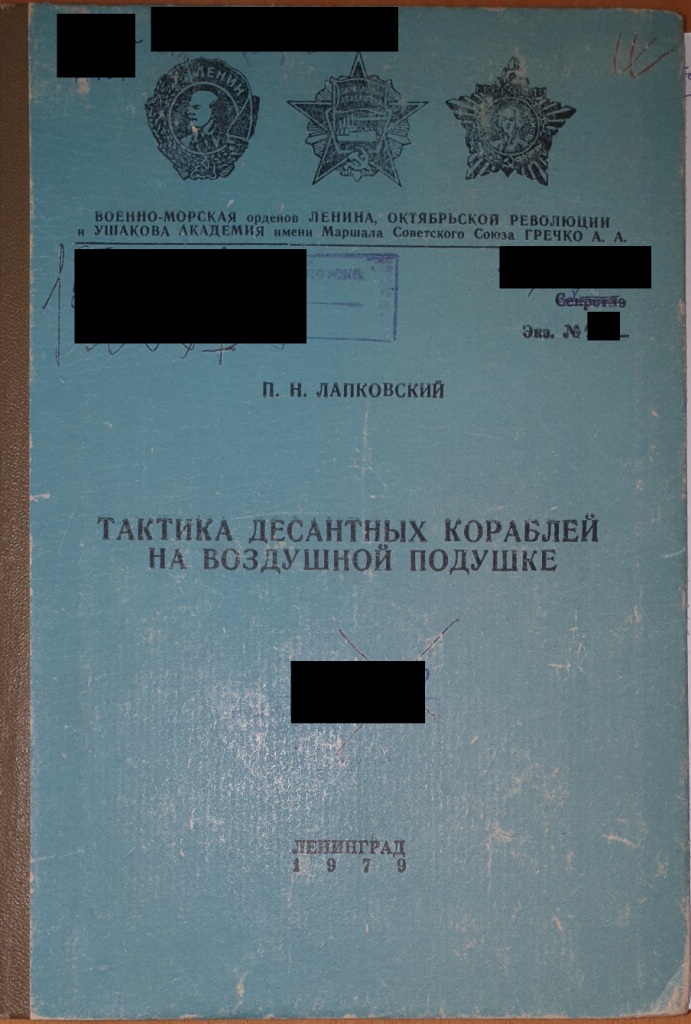 ЛЕНИН
ВОЕННО-МОРСКАЯ орденов ЛЕНИНА, ОКТЯБРЬСКОЙ РЕВОЛЮЦИИ
и УШАКОВА АКАДЕМИЯ имени Маршала Советского Союза ГРЕЧКО А. А.
Секретно
Экз. №
П. Н. ЛАПКОВСКИЙ
ТАКТИКА ДЕСАНТНЫХ КОРАБЛЕЙ
НА ВОЗДУШНОЙ ПОДУШКЕ
ЛЕНИНГРАД
1979